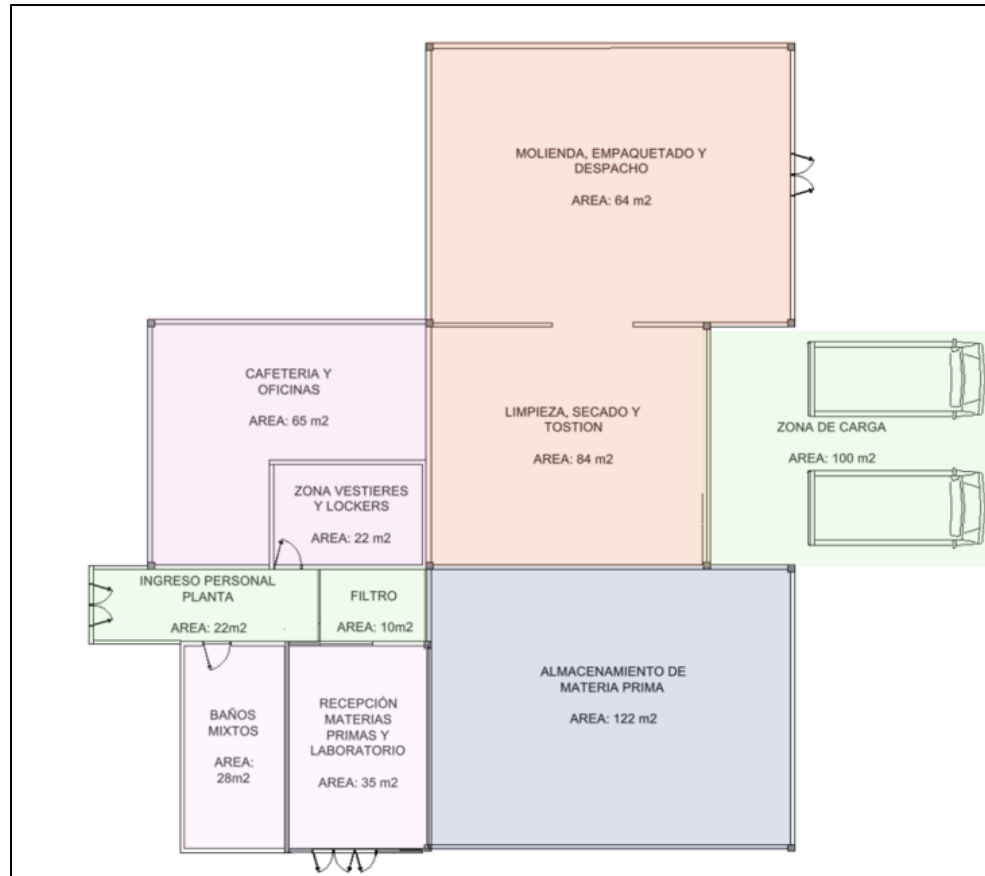 MOLIENDA, EMPAQUETADO Y
DESPACHO
AREA: 64 m2
CAFETERIA Y
OFICINAS
AREA: 65 m2
LIMPIEZA, SECADO Y
TOSTION
AREA: 84 m2
ZONA DE CARGA
AREA: 100 m2
ZONA VESTIERES
Y LOCKERS
AREA: 22 m2
INGRESO PERSONAL
PLANTA
AREA: 22m2
FILTRO
AREA: 10m2
ALMACENAMIENTO DE
MATERIA PRIMA
AREA: 122 m2
BAÑOS
MIXTOS
AREA:
28m2
RECEPCIÓN
MATERIAS
PRIMAS Y
LABORATORIO
AREA: 35 m2